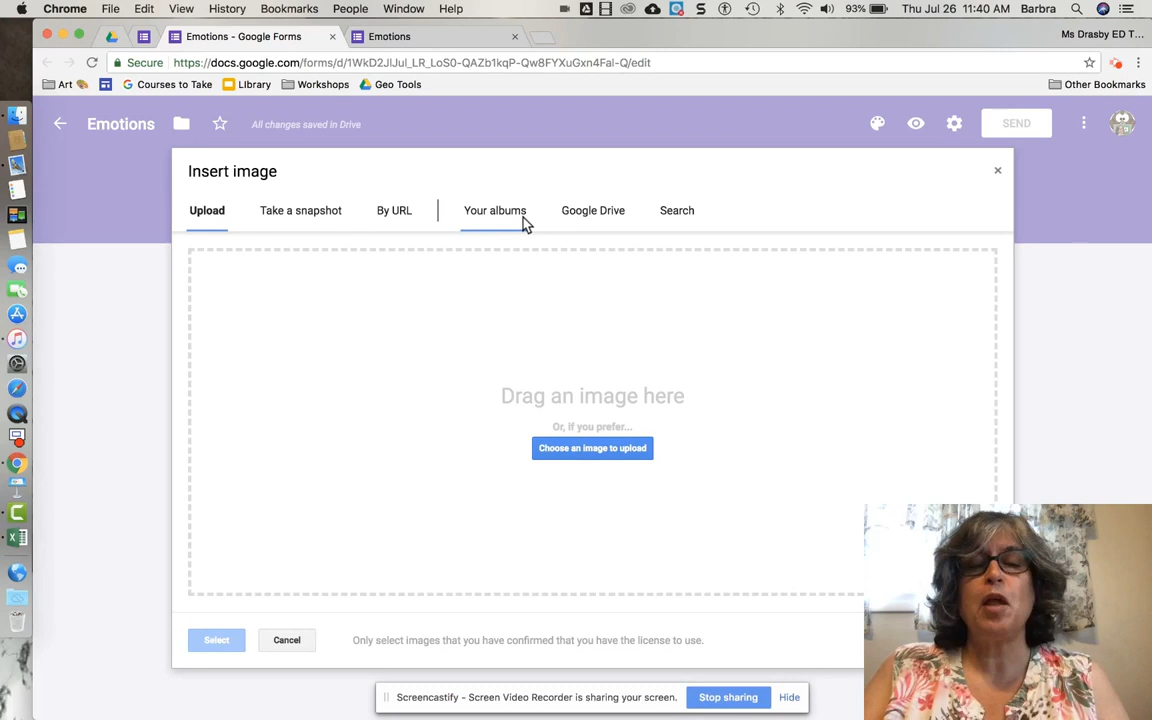 Chrome File Edit View History Bookmarks People Window Help 93% Thu Jul 26 11:40 AM Barbra
Emotions - Google Forms Emotions Ms Drasby ED T...
Secure https://docs.google.com/forms/d/1WkD2JlJul_LR_LoS0-QAZb1kqP-Qw8FYXuGxn4Fal-Q/edit
Art Courses to Take Library Workshops Geo Tools Other Bookmarks
Emotions All changes saved in Drive SEND
Insert image
Upload Take a snapshot By URL Your albums Google Drive Search
Drag an image here
Or, if you prefer...
Choose an image to upload
Select Cancel Only select images that you have confirmed that you have the license to use.
Screencastify - Screen Video Recorder is sharing your screen. Stop sharing Hide